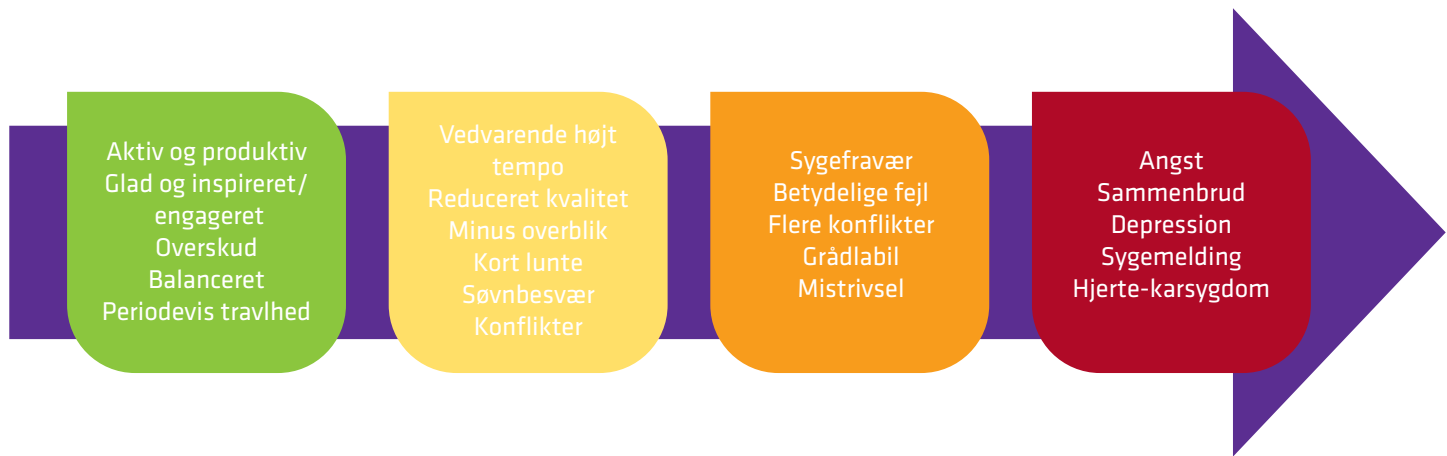 Aktiv og produktiv
Glad og inspireret/
engageret
Overskud
Balanceret
Periodevis travlhed
Vedvarende højt
tempo
Reduceret kvalitet
Minus overblik
Kort lunte
Søvnbesvær
Konflikter
Sygefravær
Betydelige fejl
Flere konflikter
Grådlabil
Mistrivsel
Angst
Sammenbrud
Depression
Sygemelding
Hjerte-karsygdom